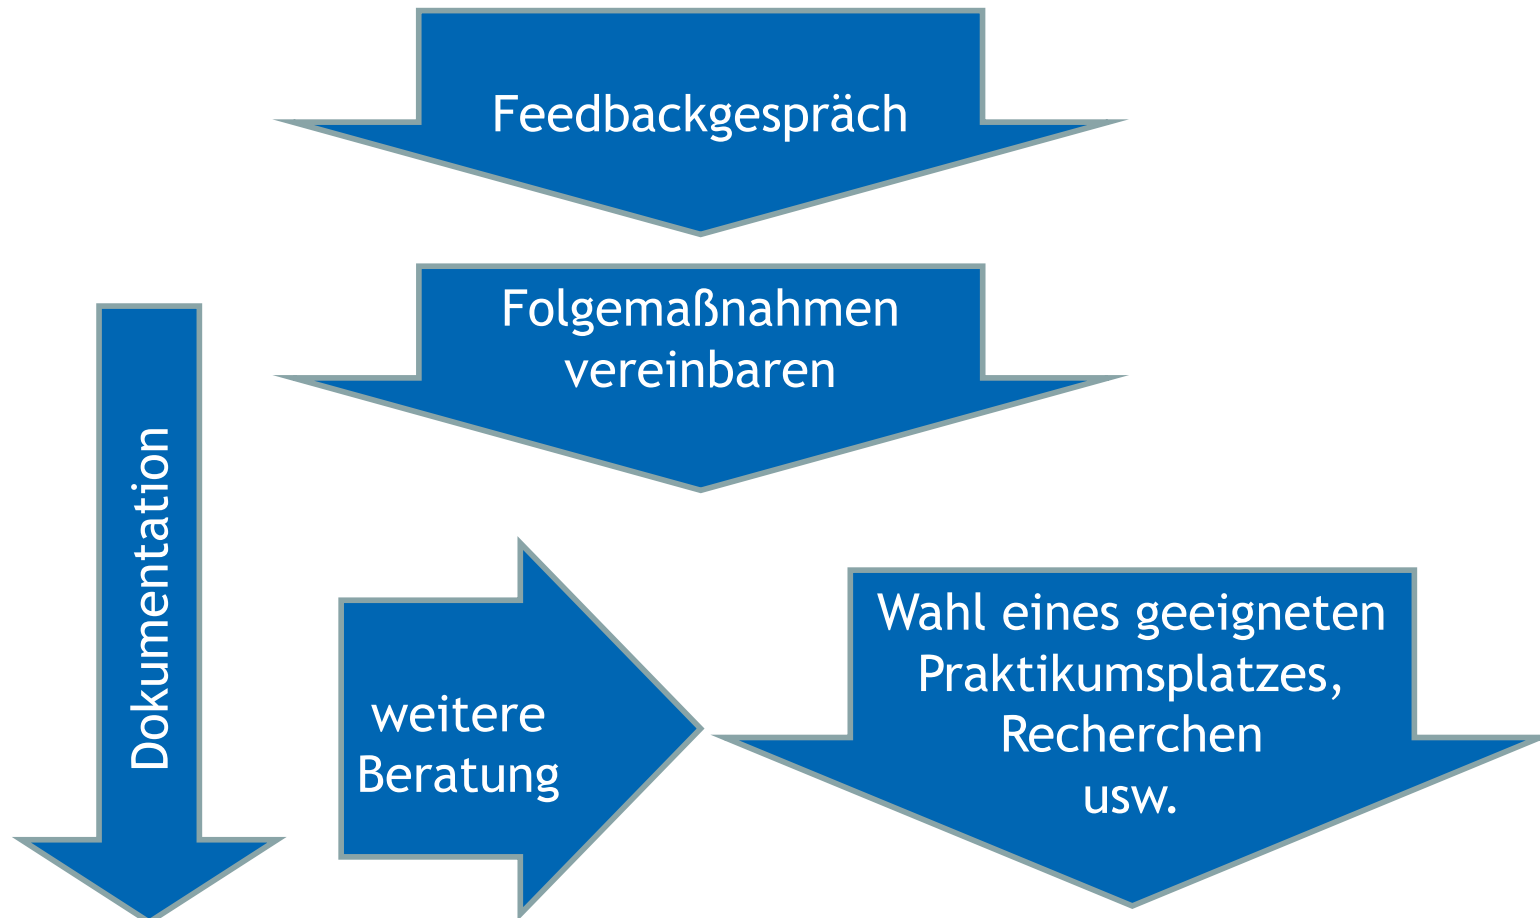 Feedbackgespräch
Folgemaßnahmen
vereinbaren
Dokumentation
weitere
Beratung
Wahl eines geeigneten
Praktikumsplatzes,
Recherchen
usw.